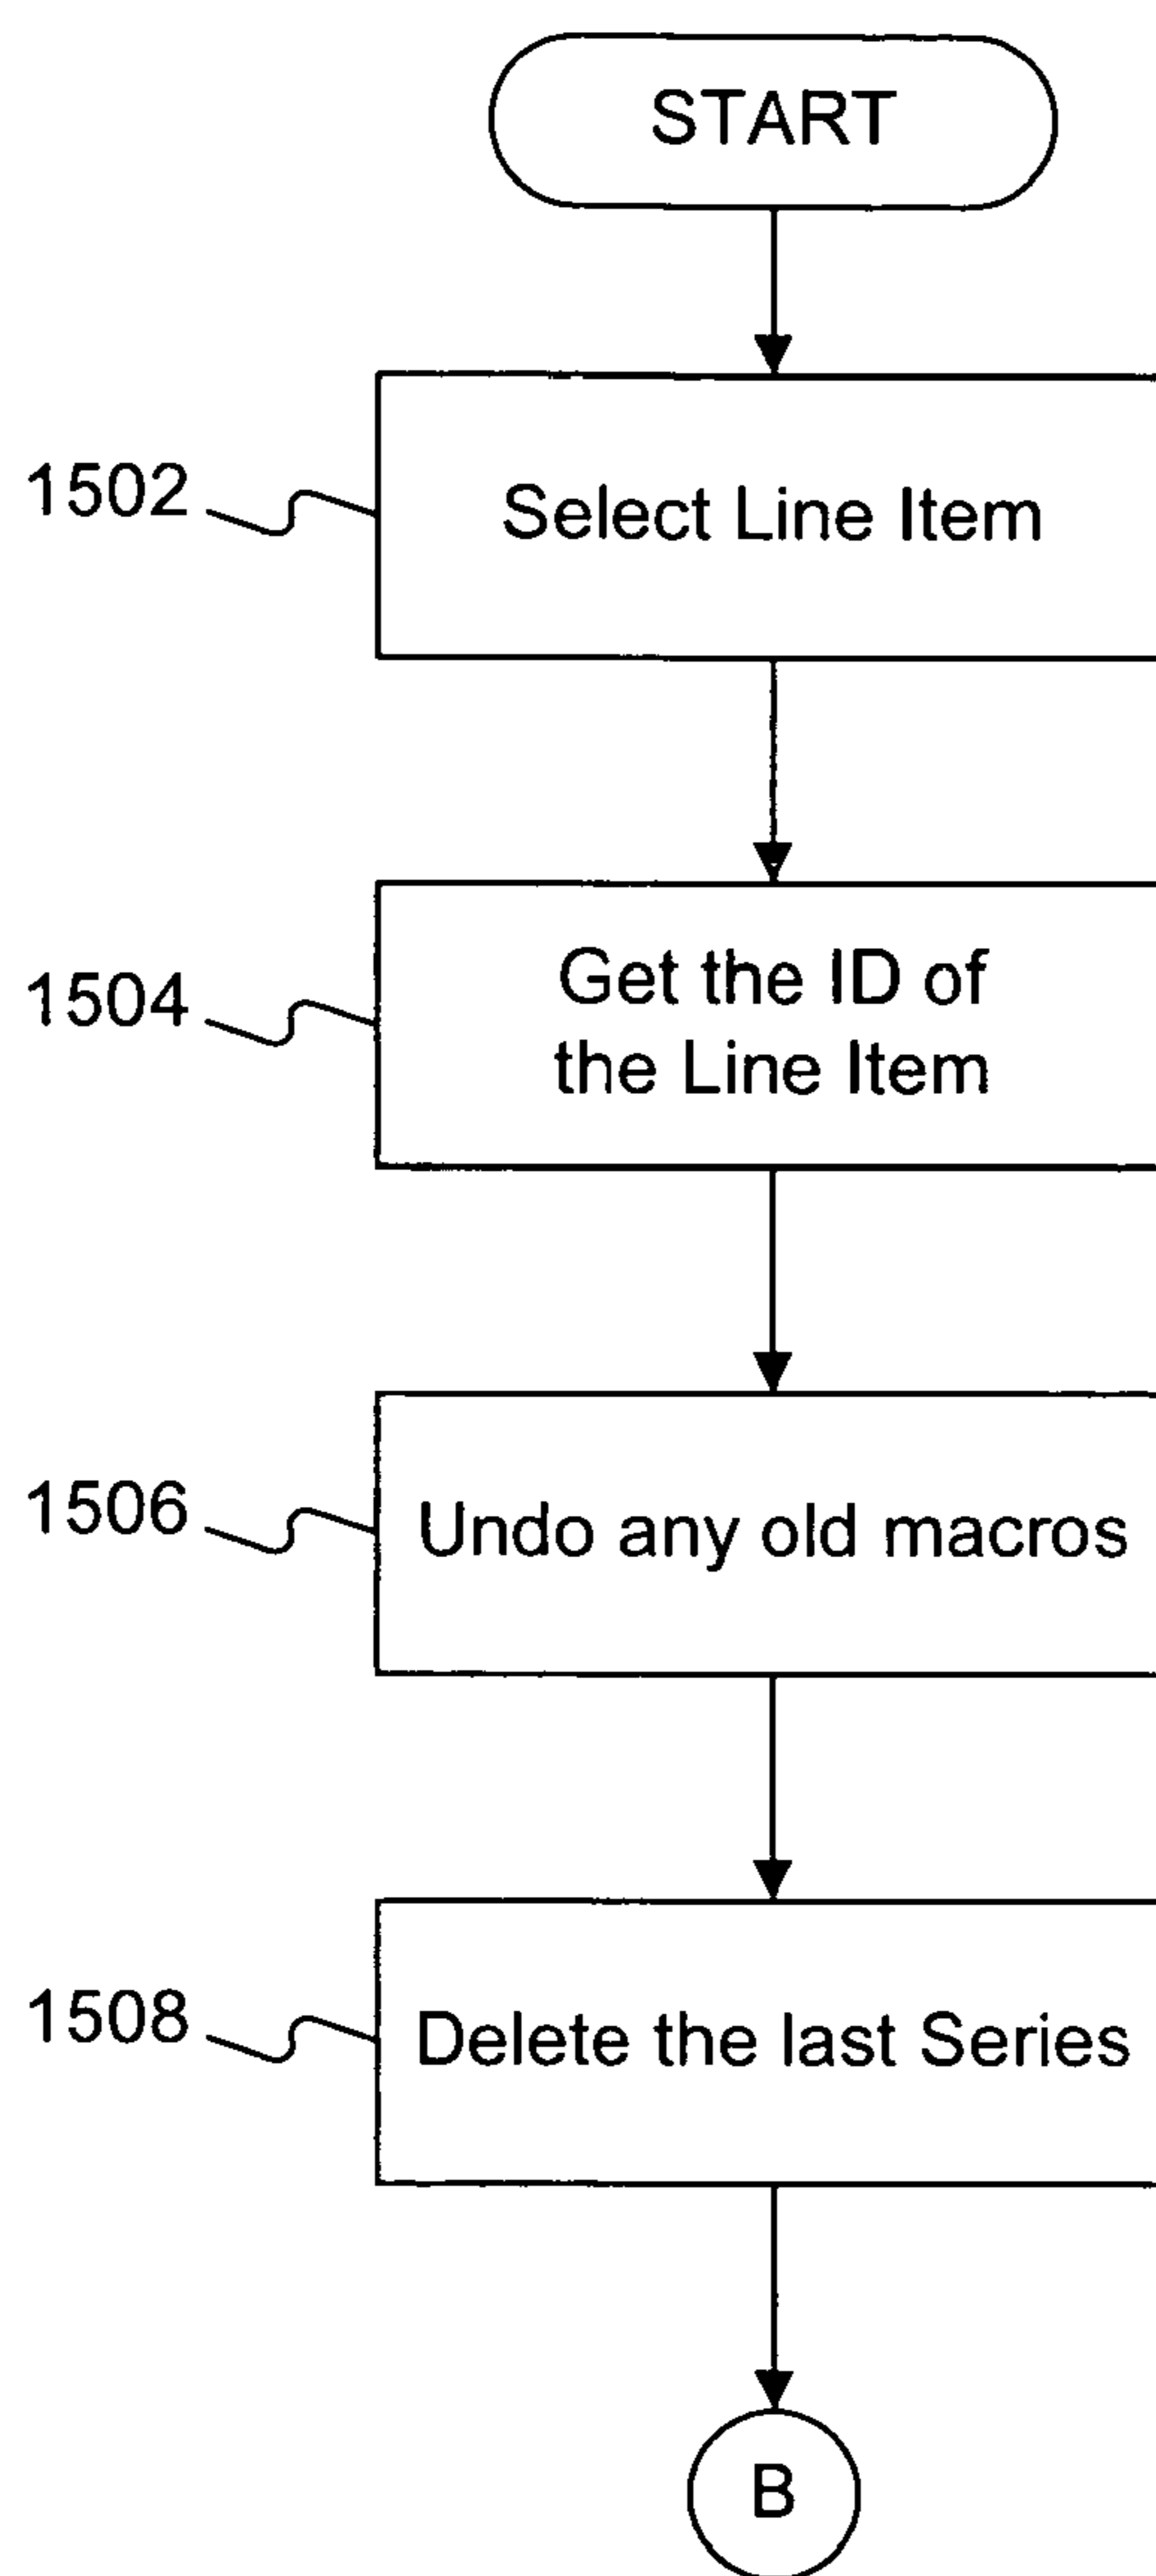 START
1502
Select Line Item
1504
Get the ID of
the Line Item
1506
Undo any old macros
1508
Delete the last Series
B